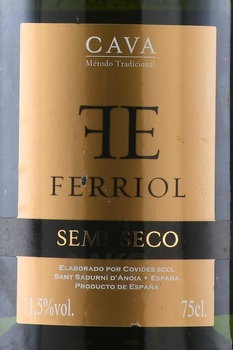 CAVA
Método Tradicional
FE
FERRIOL
SEMI SECO
ELABORADO POR COVIDES SCCL
SANT SADURNÍ D'ANOIA • ESPAÑA
PRODUCTO DE ESPAÑA
11,5%vol. 75cl.